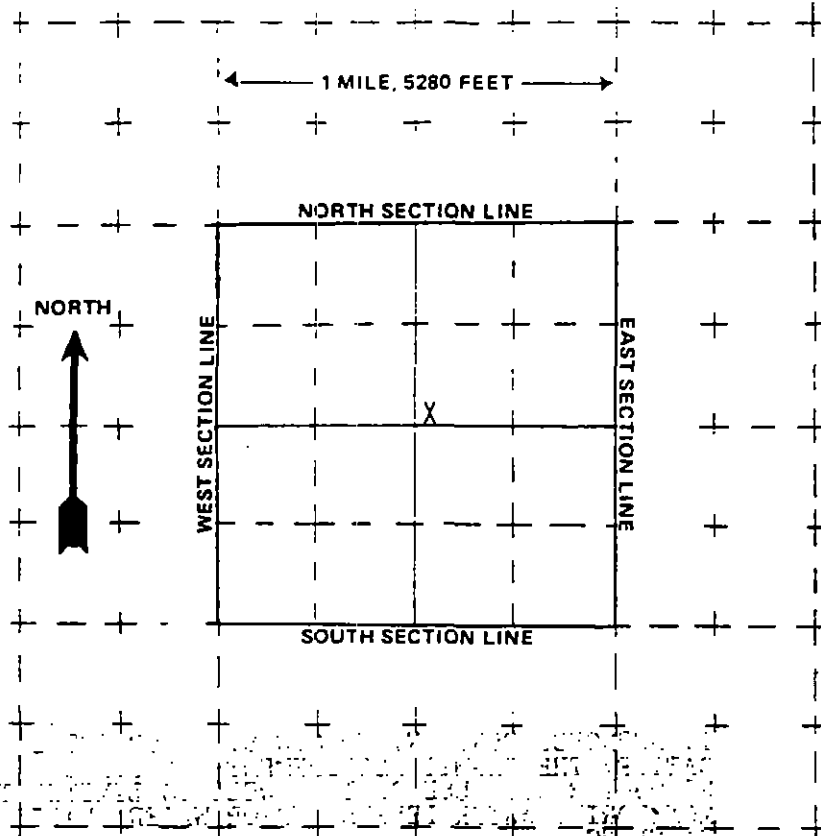 1 MILE, 5280 FEET
NORTH SECTION LINE
NORTH
WEST SECTION LINE
EAST SECTION LINE
X
SOUTH SECTION LINE